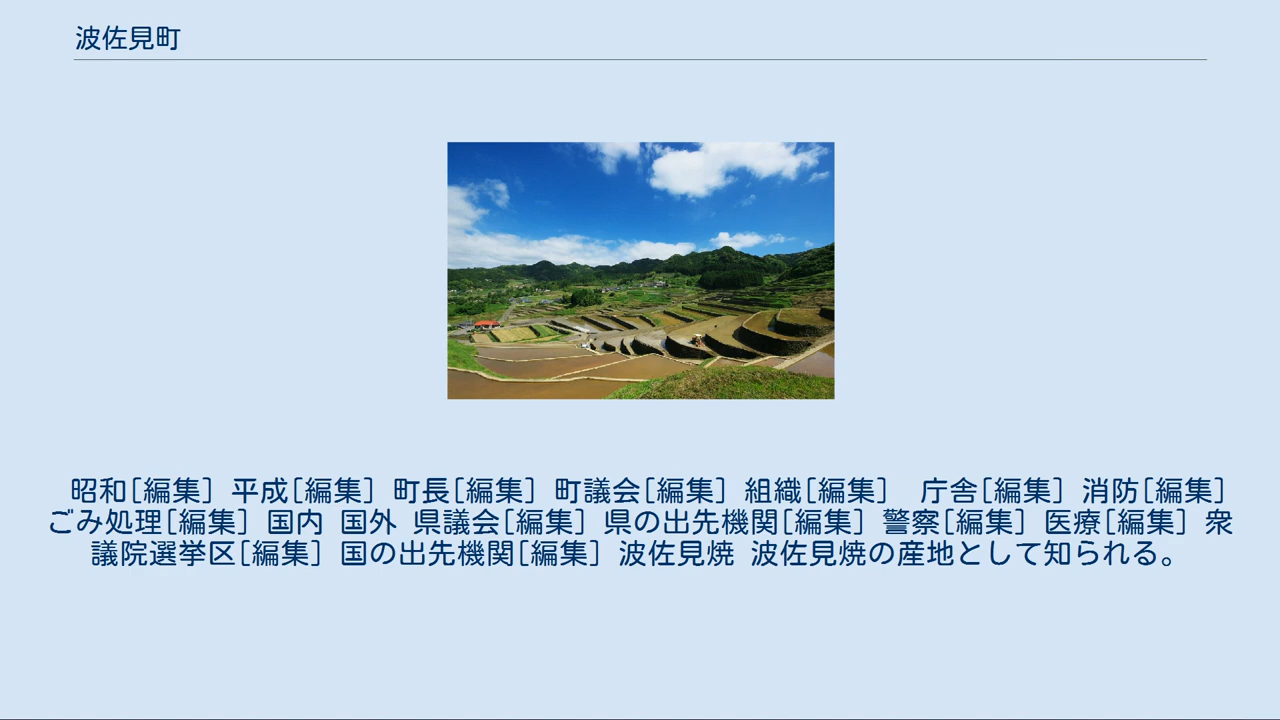 波佐見町
昭和[編集] 平成[編集] 町長[編集] 町議会[編集] 組織[編集]  庁舎[編集] 消防[編集]
ごみ処理[編集] 国内 国外 県議会[編集] 県の出先機関[編集] 警察[編集] 医療[編集] 衆
議院選挙区[編集] 国の出先機関[編集] 波佐見焼 波佐見焼の産地として知られる。